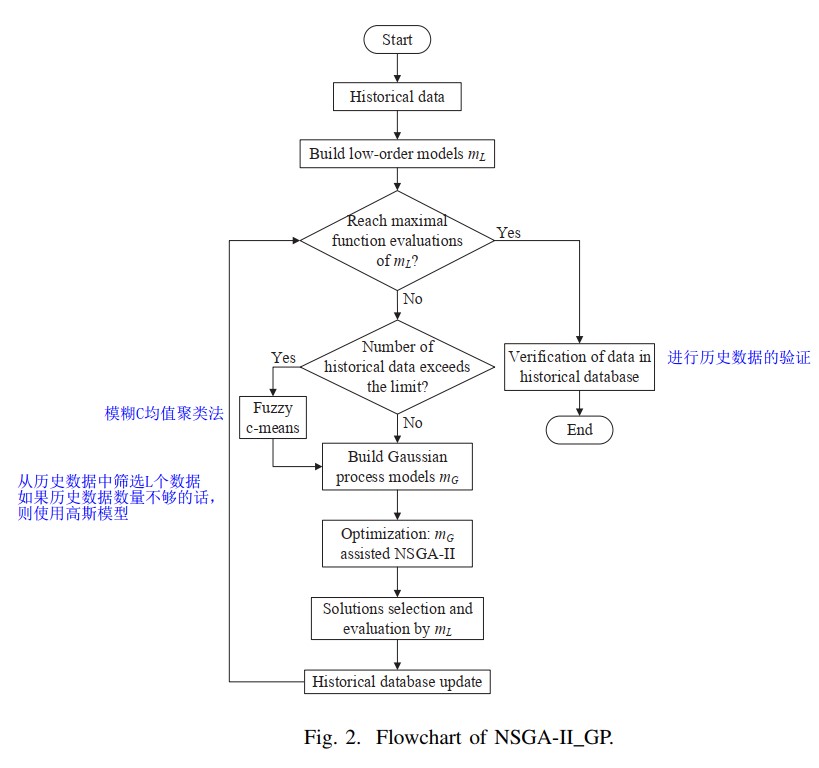 Start
Historical data
Build low-order models mL
Reach maximal
function evaluations
of mL?
Yes
No
Number of
historical data exceeds
the limit?
Yes
No
Verification of data in
historical database
进行历史数据的验证
End
模糊C均值聚类法
Fuzzy
c-means
从历史数据中筛选L个数据
如果历史数据数量不够的话，
则使用高斯模型
Build Gaussian
process models mG
Optimization: mG
assisted NSGA-II
Solutions selection and
evaluation by mL
Historical database update
Fig. 2. Flowchart of NSGA-II_GP.